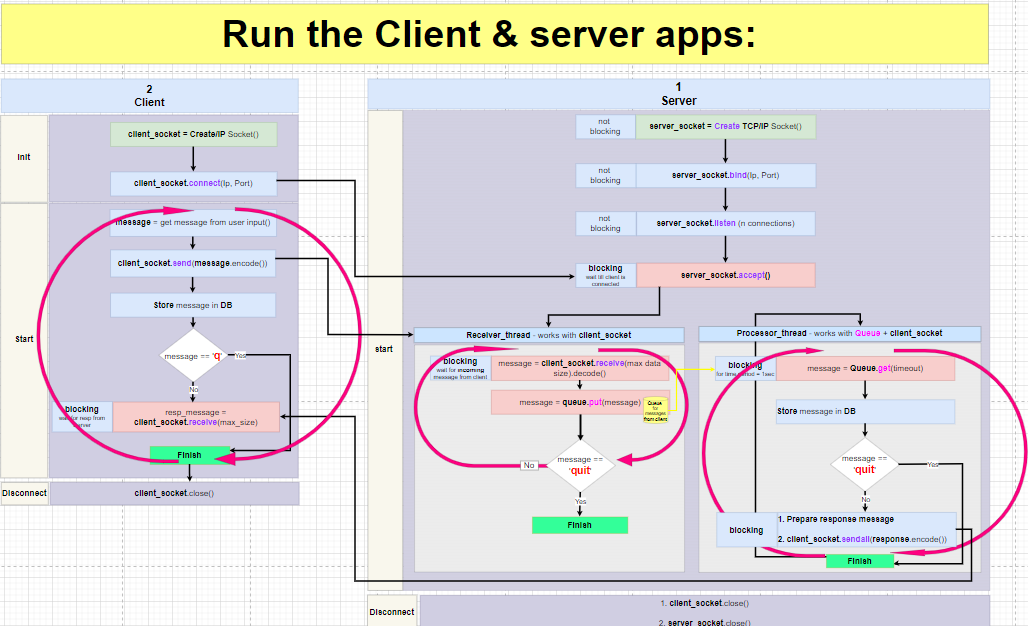 Run the Client & server apps:
2
Client
Init
client_socket = Create/IP Socket()
client_socket.connect(Ip, Port)
Start
message = get message from user input()
client_socket.send(message.encode())
Store message in DB
message == 'q'
Yes
No
blocking
wait for resp from
server
resp_message =
client_socket.receive(max_size)
Finish
Disconnect
client_socket.close()
1
Server
not
blocking
server_socket = Create TCP/IP Socket()
not
blocking
server_socket.bind(Ip, Port)
not
blocking
server_socket.listen (n connections)
blocking
wait till client is
connected
server_socket.accept()
start
Receiver_thread - works with client_socket
blocking
wait for incoming
message from client
message = client_socket.receive(max data
size).decode()
message = queue.put(message)
Queue
for
messages
from client
message ==
'quit'
No
Yes
Finish
Processor_thread - works with Queue + client_socket
blocking
for time period = 1sec
message = Queue.get(timeout)
Store message in DB
message ==
'quit'
Yes
No
blocking
1. Prepare response message
2. client_socket.sendall(response.encode())
Finish
Disconnect
1. client_socket.close()
2. server_socket.close()